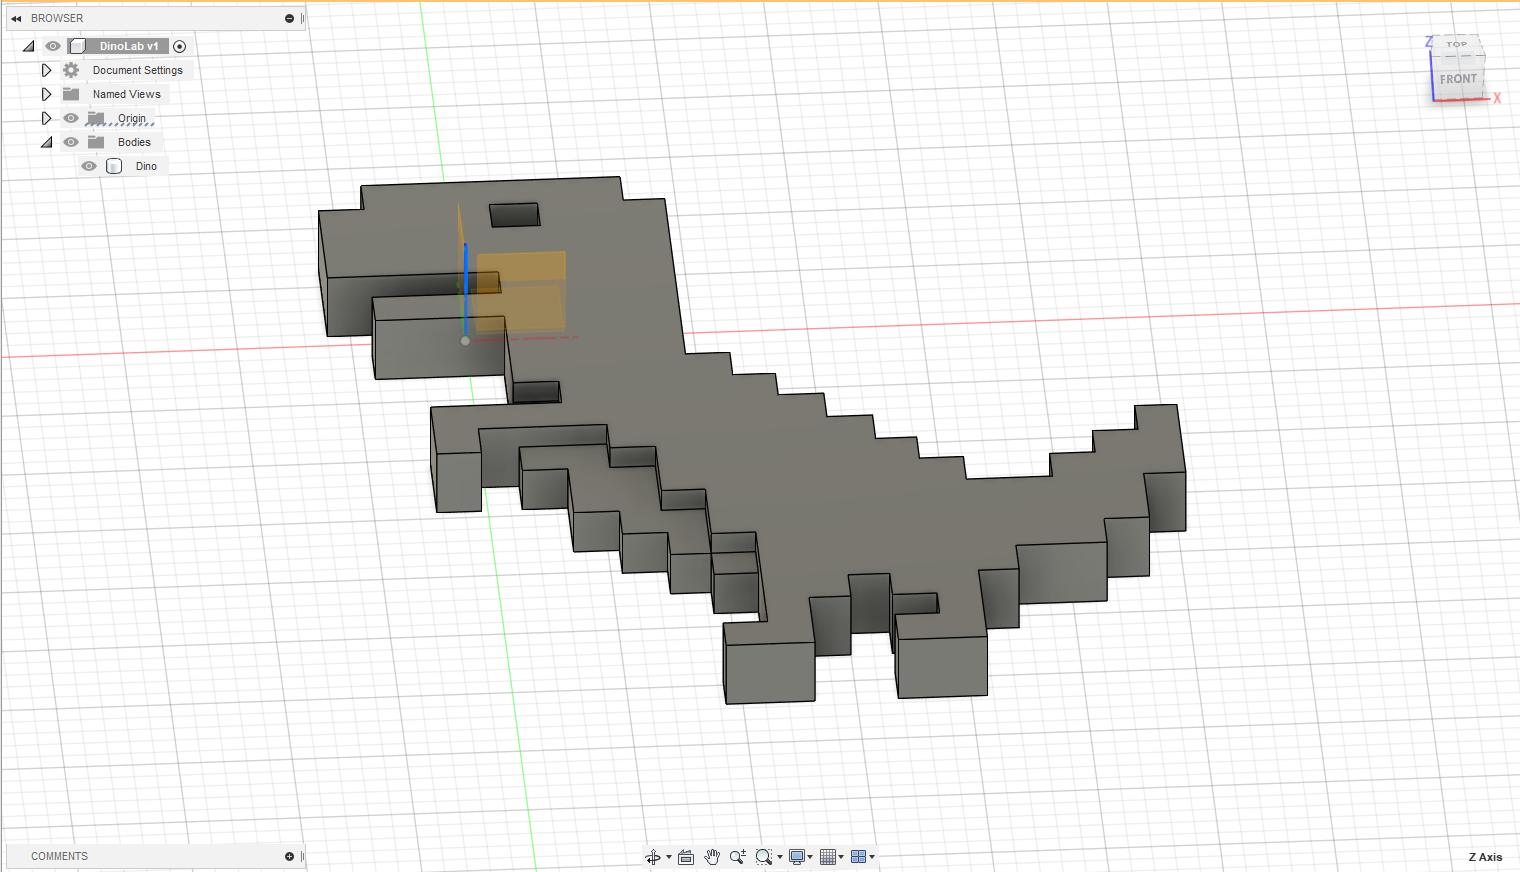 BROWSER
DinoLab v1
Document Settings
Named Views
Origin
Bodies
Dino
TOP
FRONT
Z
X
COMMENTS
Z Axis